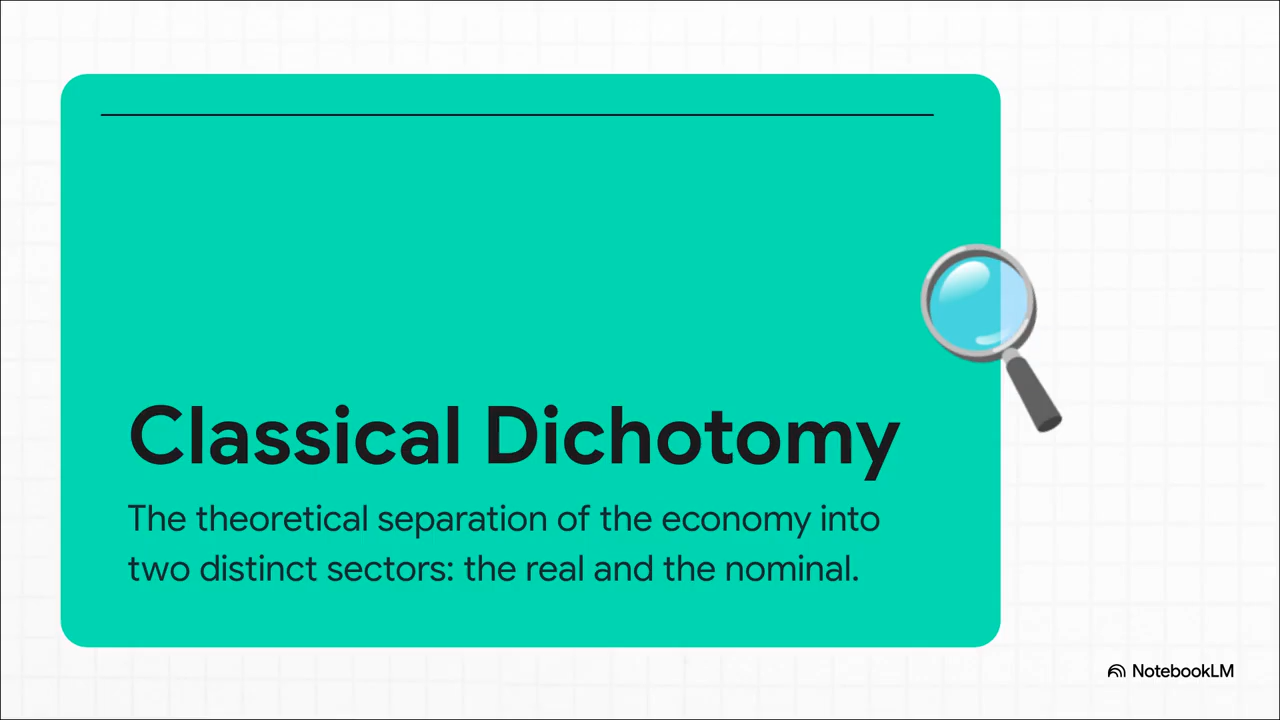 Classical Dichotomy
The theoretical separation of the economy into
two distinct sectors: the real and the nominal.
NotebookLM